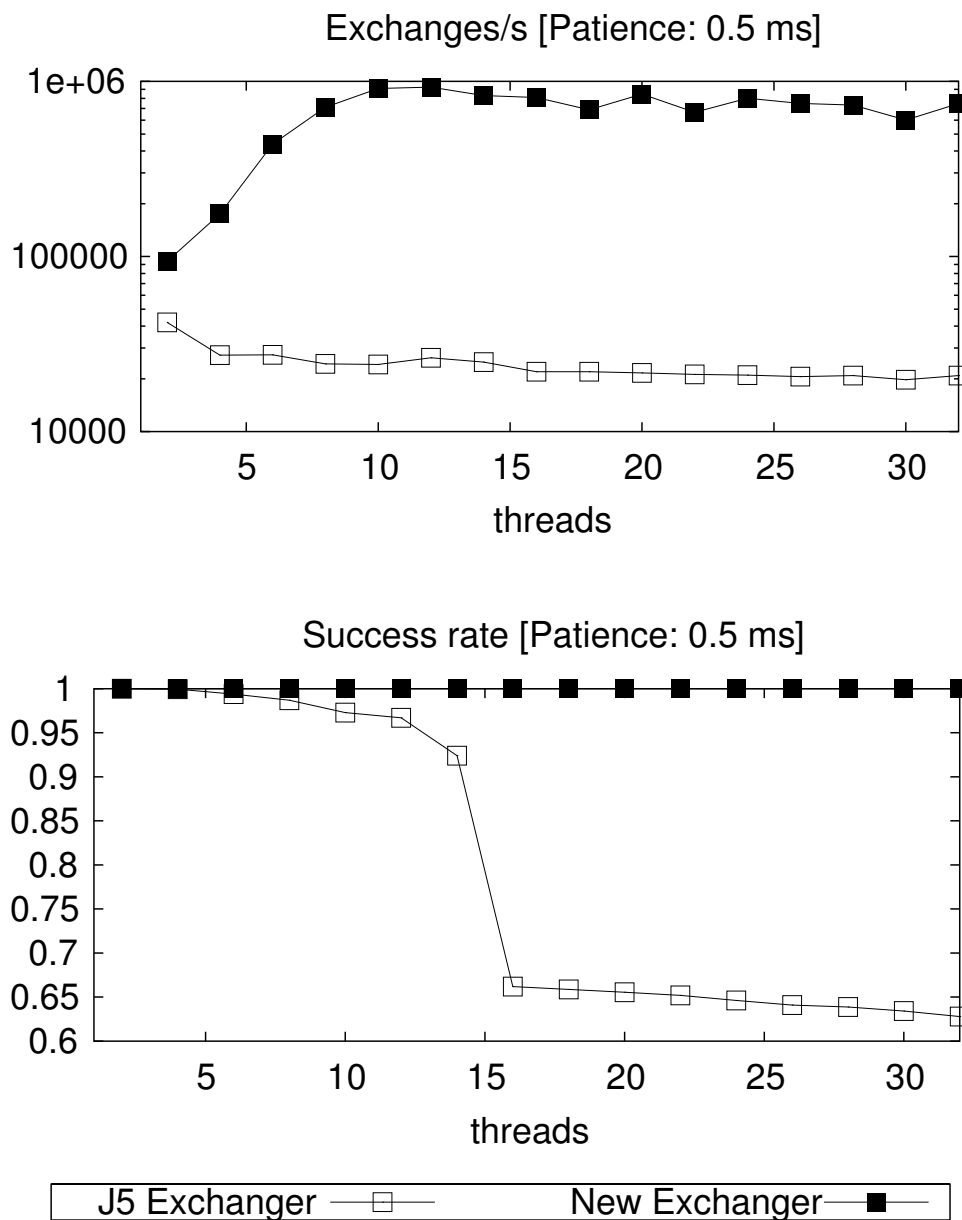 Exchanges/s [Patience: 0.5 ms]
1e+06
100000
10000
5 10 15 20 25 30
threads
Success rate [Patience: 0.5 ms]
1
0.95
0.9
0.85
0.8
0.75
0.7
0.65
0.6
5 10 15 20 25 30
threads
J5 Exchanger New Exchanger